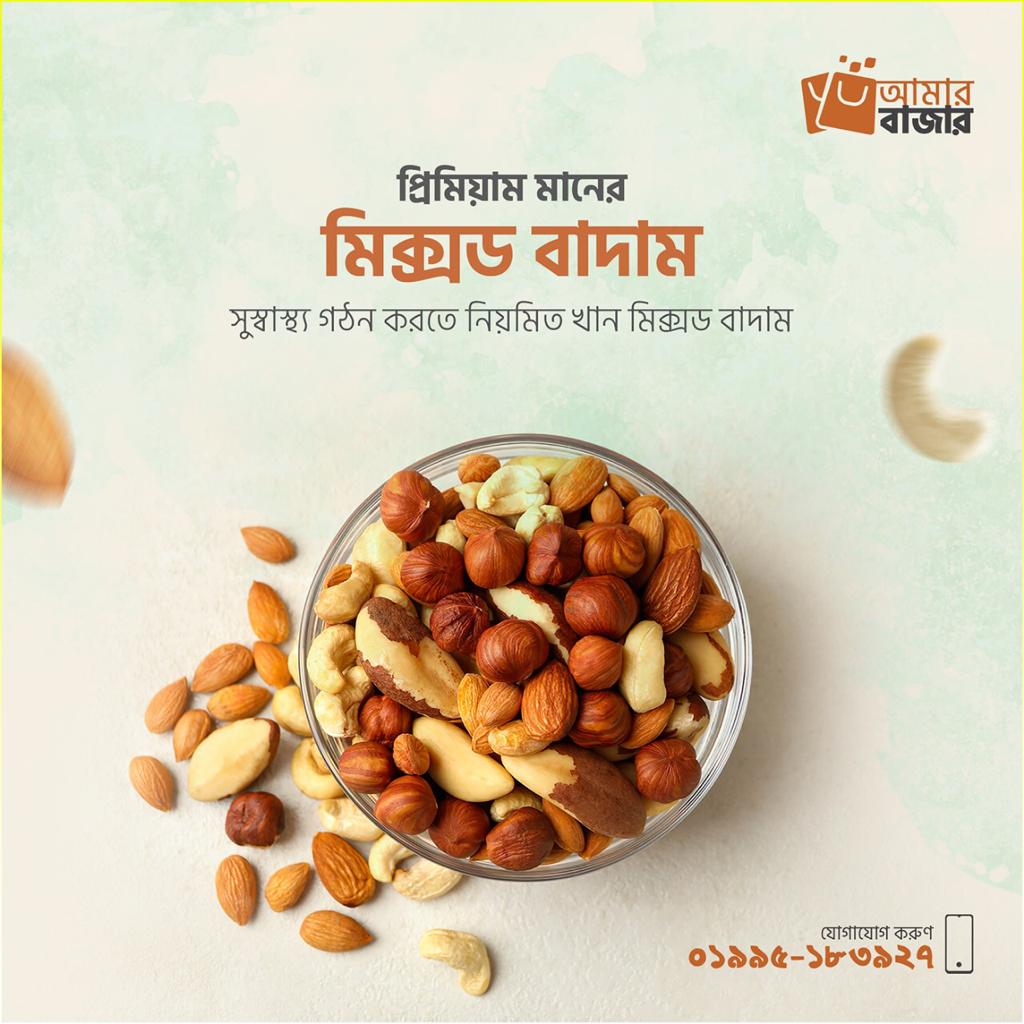 আমার
বাজার
প্রিমিয়াম মানের
মিক্সড বাদাম
সুস্বাস্থ্য গঠন করতে নিয়মিত খান মিক্সড বাদাম
যোগাযোগ করুণ
০১৯৯৫-১৮৩৯২৭